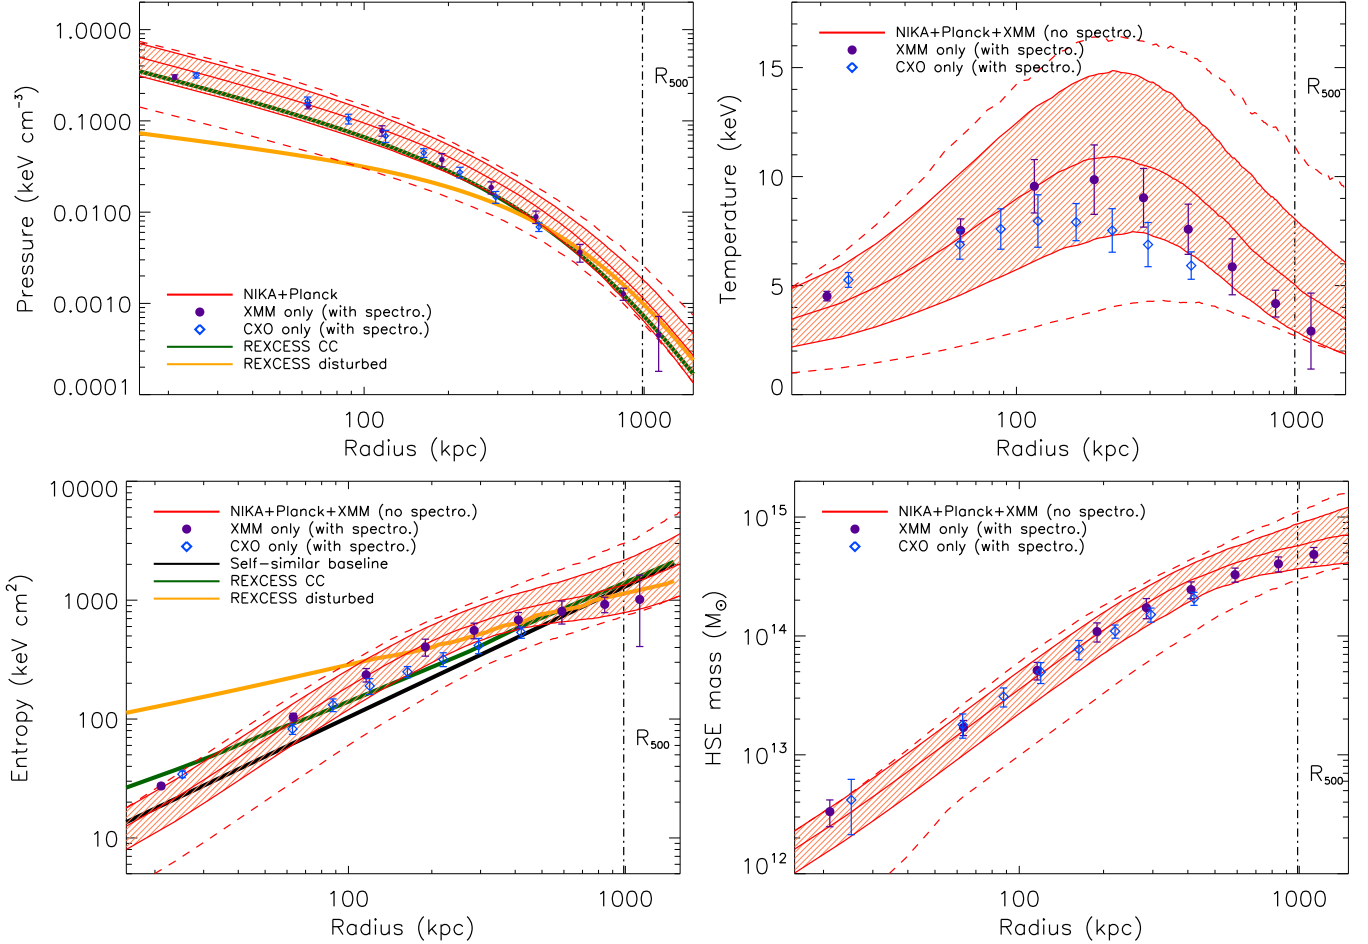 1.0000
0.1000
0.0100
0.0010
0.0001
Pressure (keV cm⁻³)
R₅₀₀
NIKA+Planck
XMM only (with spectro.)
CXO only (with spectro.)
REXCESS CC
REXCESS disturbed
100
1000
Radius (kpc)
15
10
5
0
Temperature (keV)
NIKA+Planck+XMM (no spectro.)
XMM only (with spectro.)
CXO only (with spectro.)
R₅₀₀
100
1000
Radius (kpc)
10000
1000
100
10
Entropy (keV cm²)
NIKA+Planck+XMM (no spectro.)
XMM only (with spectro.)
CXO only (with spectro.)
Self-similar baseline
REXCESS CC
REXCESS disturbed
R₅₀₀
100
1000
Radius (kpc)
10¹⁵
10¹⁴
10¹³
10¹²
HSE mass (M☉)
NIKA+Planck+XMM (no spectro.)
XMM only (with spectro.)
CXO only (with spectro.)
R₅₀₀
100
1000
Radius (kpc)